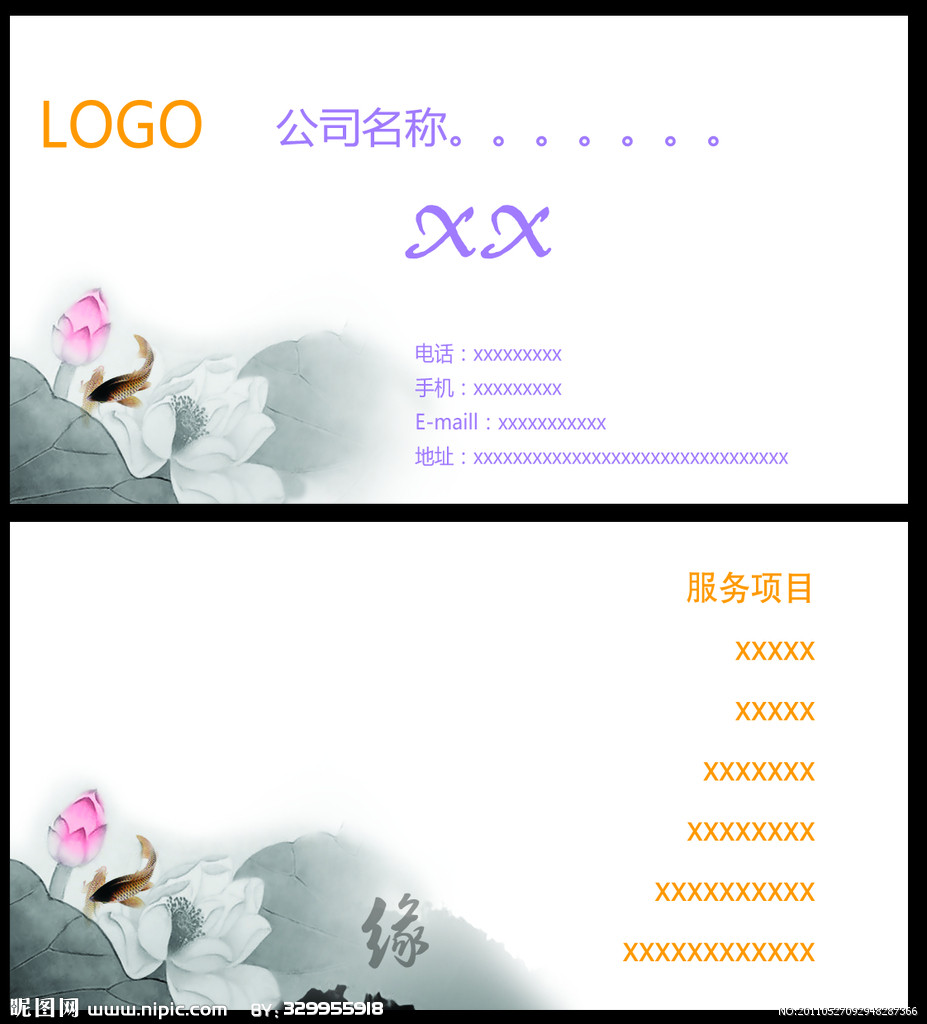 LOGO 公司名称。。。。。。。
XX
电话：xxxxxxxxx
手机：xxxxxxxxx
E-maill：xxxxxxxxxxx
地址：xxxxxxxxxxxxxxxxxxxxxxxxxxxxxxxx
服务项目
xxxxx
xxxxx
xxxxxxx
xxxxxxxx
xxxxxxxxxx
xxxxxxxxxxxx
缘
昵图网 www.nipic.com BY:329955918
NO:20110527092948287366